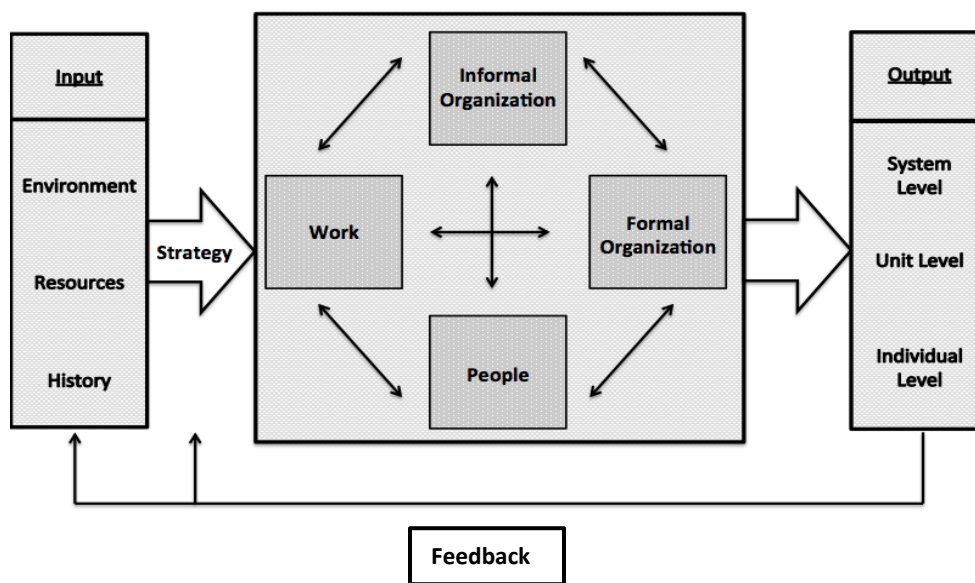 Input
Environment
Resources
History
Strategy
Informal
Organization
Work
Formal
Organization
People
Output
System
Level
Unit Level
Individual
Level
Feedback